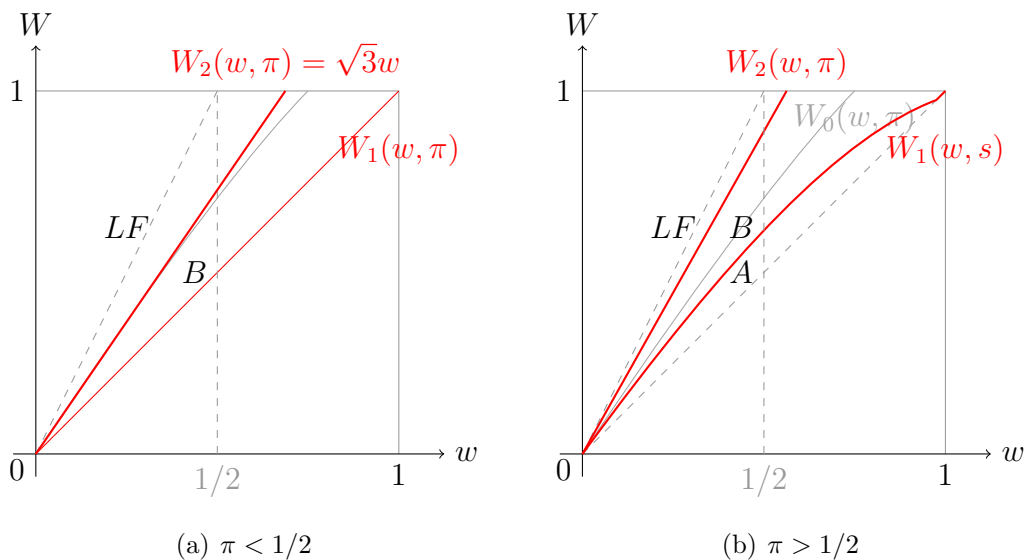 W
W₂(w, π) = √3w
1
W₁(w, π)
LF
B
0
1/2
1
w
(a) π < 1/2
W
W₂(w, π)
1
W₀(w, π)
W₁(w, s)
LF
B
A
0
1/2
1
w
(b) π > 1/2